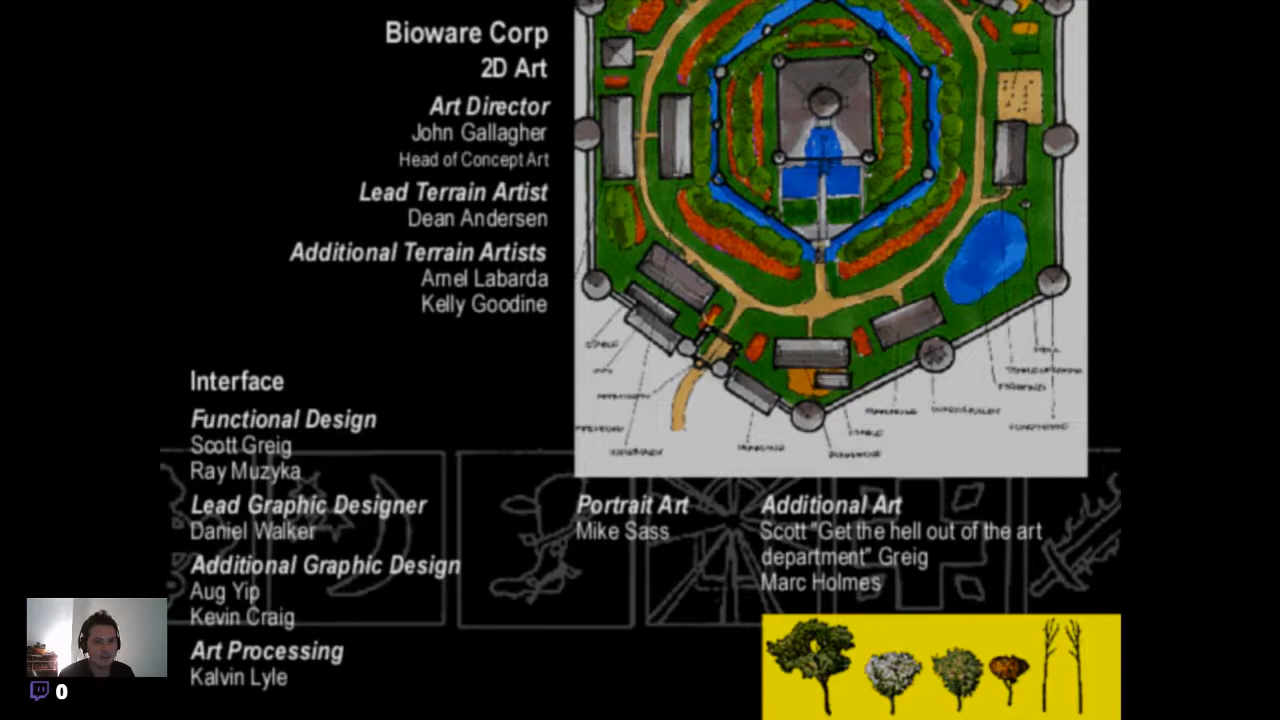 Bioware Corp
2D Art
Art Director
John Gallagher
Head of Concept Art
Lead Terrain Artist
Dean Andersen
Additional Terrain Artists
Arnel Labarda
Kelly Goodine
Interface
Functional Design
Scott Greig
Ray Muzyka
Lead Graphic Designer
Daniel Walker
Additional Graphic Design
Aug Yip
Kevin Craig
Art Processing
Kalvin Lyle
Portrait Art
Mike Sass
Additional Art
Scott "Get the hell out of the art
department" Greig
Marc Holmes
0